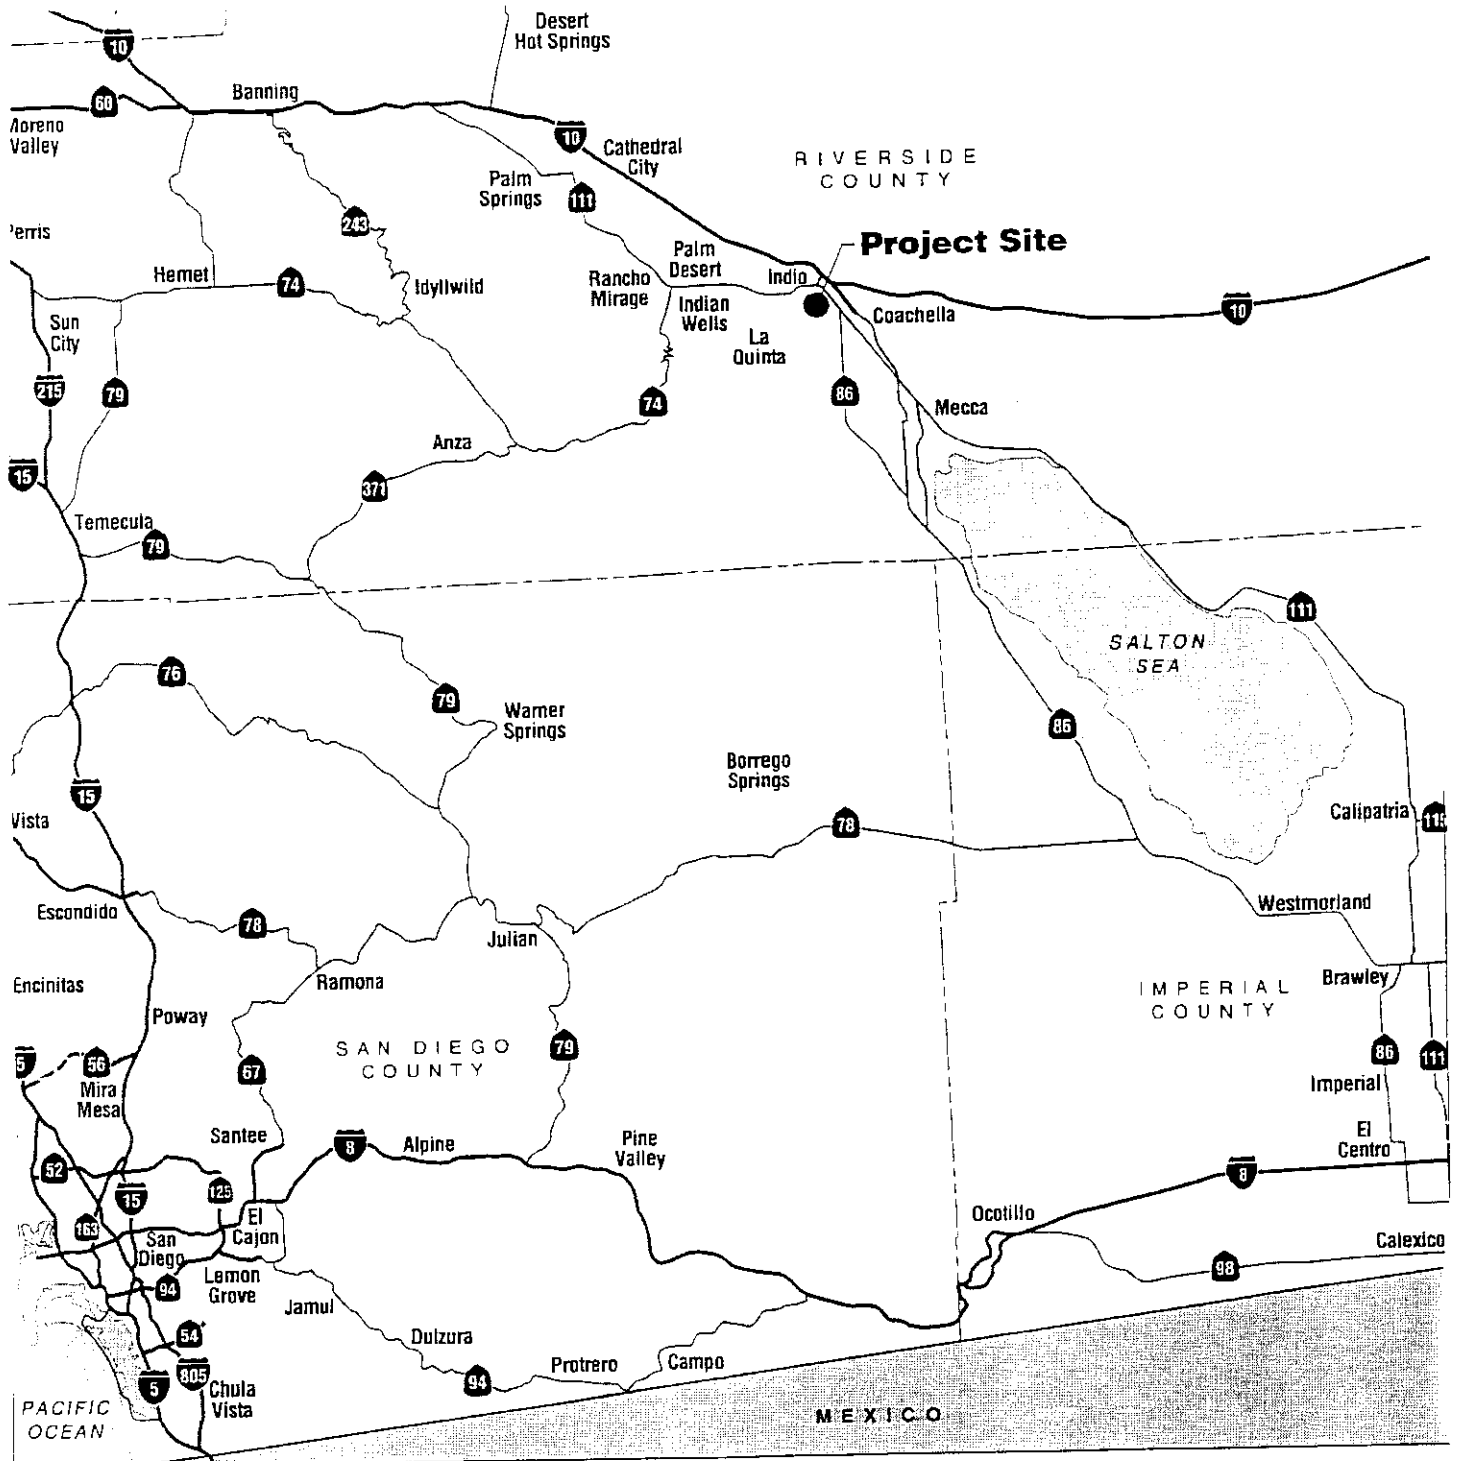 Desert
Hot Springs
10
Banning
60
Moreno
Valley
10
Cathedral
City
RIVERSIDE
COUNTY
Palm
Springs
111
243
Perris
Project Site
Palm
Desert
Hemet
74
Idyllwild
Rancho
Mirage
Indio
Indian
Wells
10
Coachella
Sun
City
La
Quinta
215
79
74
86
Mecca
Anza
15
371
Temecula
79
111
SALTON
SEA
76
79
Warner
Springs
86
Borrego
Springs
15
Vista
78
Calipatria
115
Escondido
78
Westmorland
Julian
Ramona
Brawley
Encinitas
IMPERIAL
COUNTY
Poway
SAN DIEGO
COUNTY
79
5
56
67
86
111
Mira
Mesa
Imperial
Santee
8
Alpine
Pine
Valley
El
Centro
52
8
15
125
163
El
Cajon
Ocotillo
San
Diego
Calexico
94
Lemon
Grove
98
Jamul
54
Dulzura
Protrero
Campo
805
5
94
Chula
Vista
PACIFIC
OCEAN
MEXICO